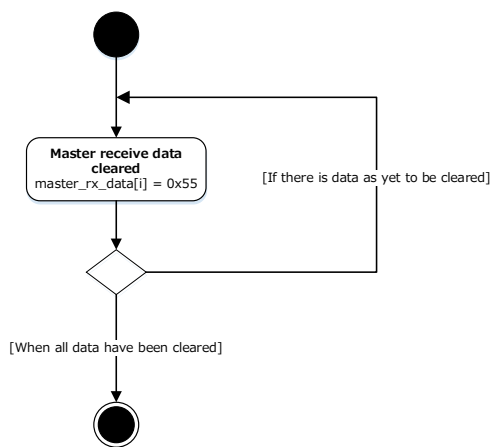 Master receive data
cleared
master_rx_data[i] = 0x55
[If there is data as yet to be cleared]
[When all data have been cleared]